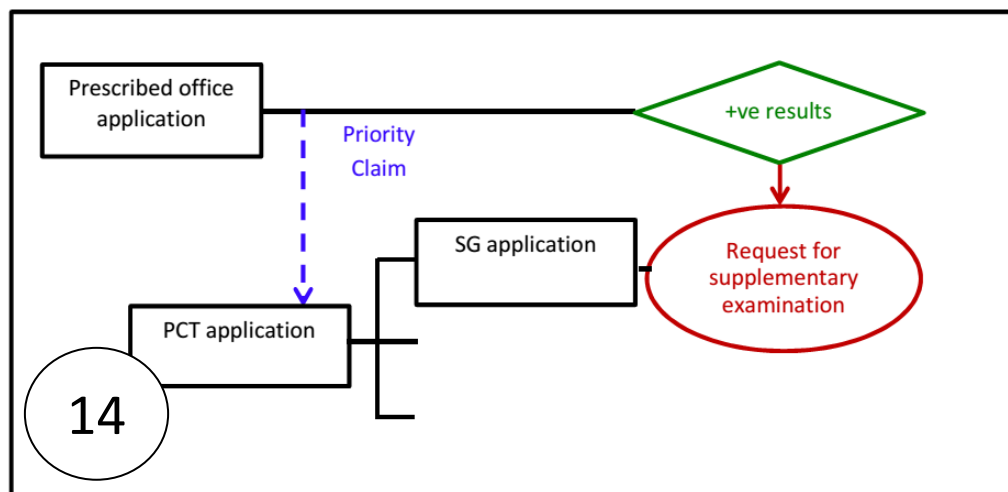 Prescribed office
application
+ve results
Priority
Claim
SG application
Request for
supplementary
examination
PCT application
14